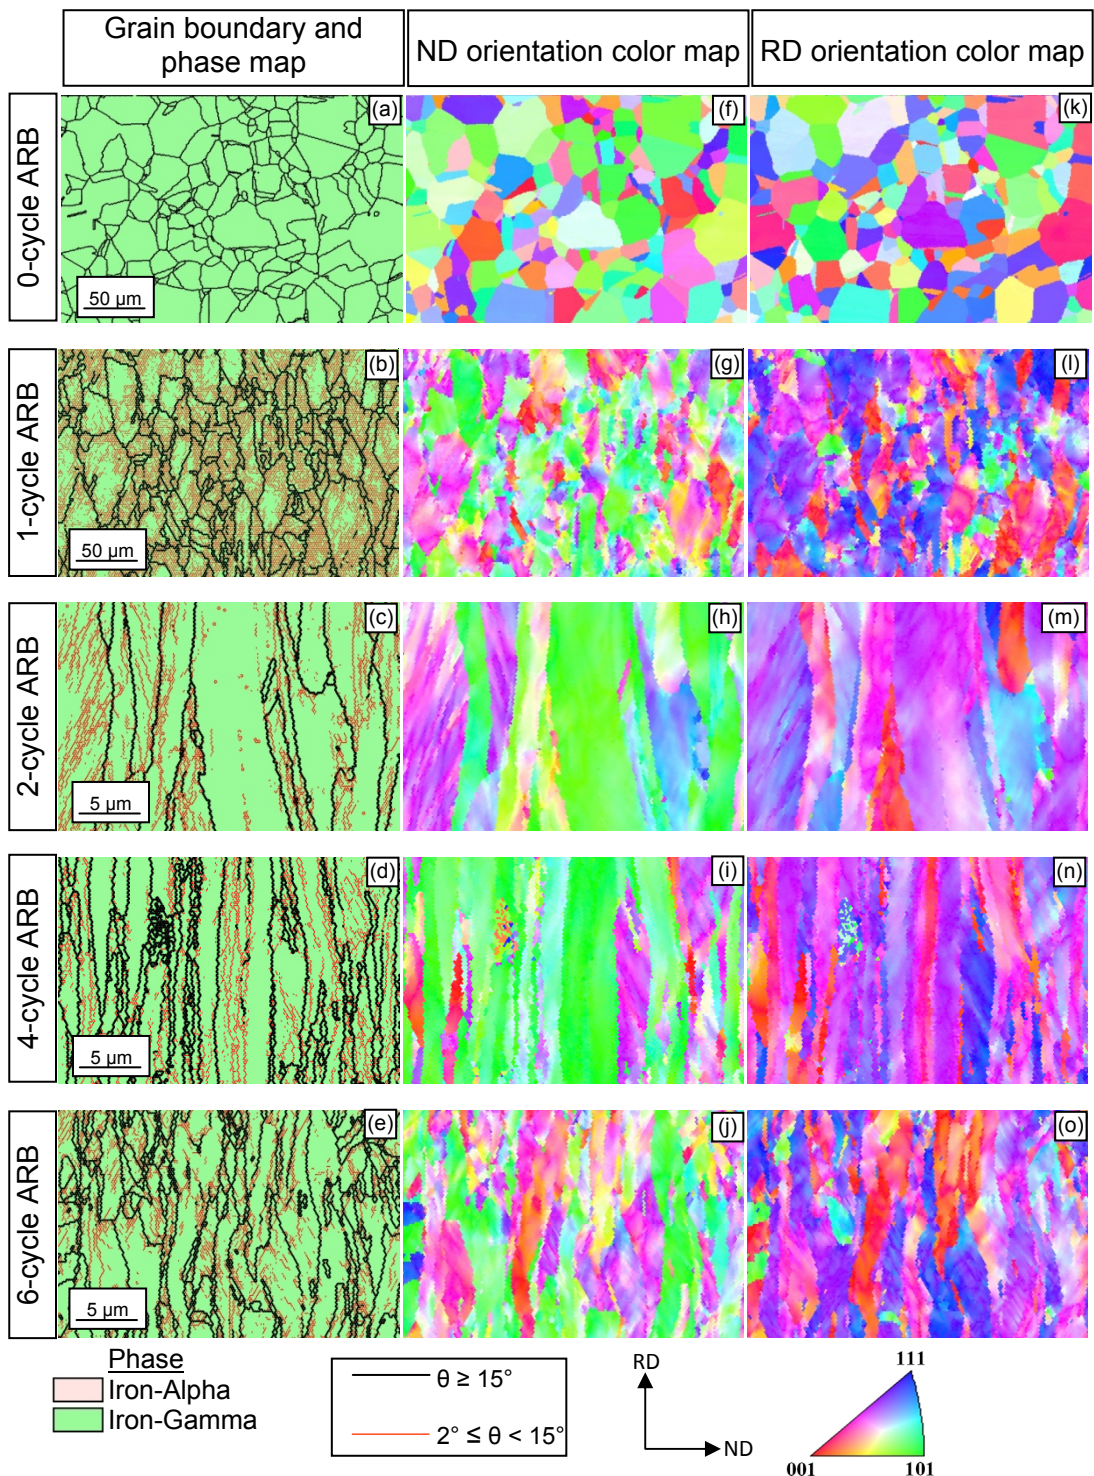 Grain boundary and
phase map
ND orientation color map
RD orientation color map
0-cycle ARB
(a)
50 µm
(f)
(k)
1-cycle ARB
(b)
50 µm
(g)
(l)
2-cycle ARB
(c)
5 µm
(h)
(m)
4-cycle ARB
(d)
5 µm
(i)
(n)
6-cycle ARB
(e)
5 µm
(j)
(o)
Phase
Iron-Alpha
Iron-Gamma
θ ≥ 15°
2° ≤ θ < 15°
RD
ND
111
001
101